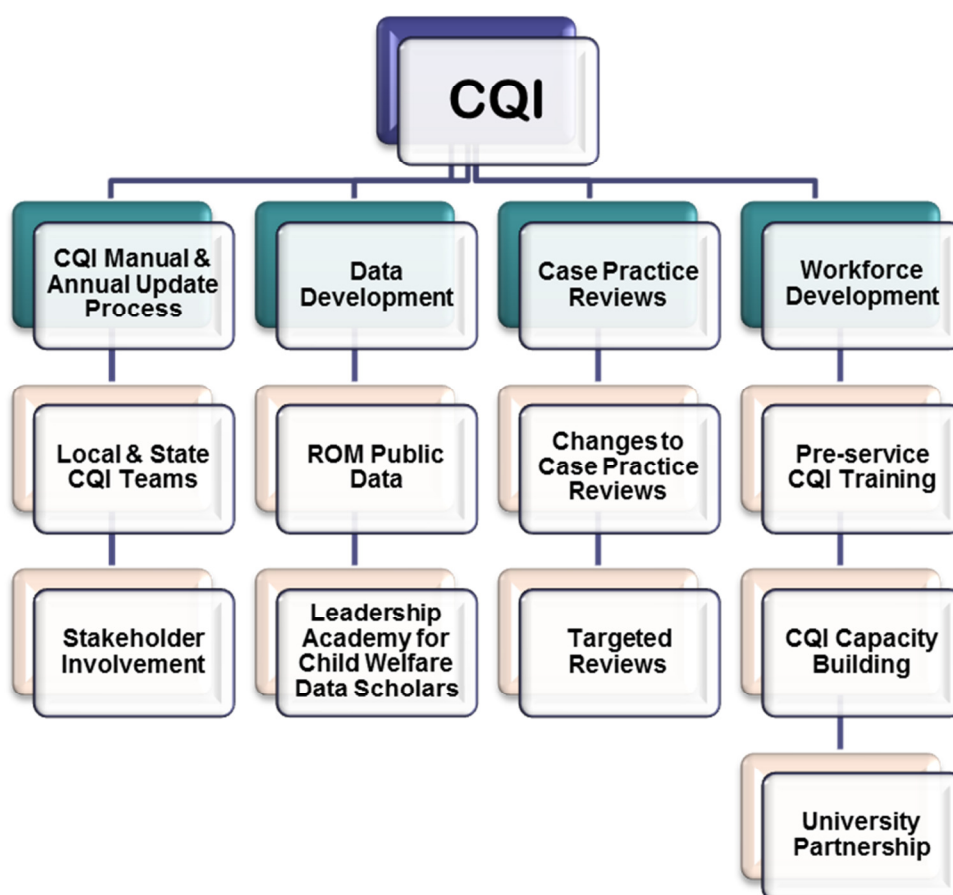 CQI
CQI Manual &
Annual Update
Process
Data
Development
Case Practice
Reviews
Workforce
Development
Local & State
CQI Teams
ROM Public
Data
Changes to
Case Practice
Reviews
Pre-service
CQI Training
Stakeholder
Involvement
Leadership
Academy for
Child Welfare
Data Scholars
Targeted
Reviews
CQI Capacity
Building
University
Partnership